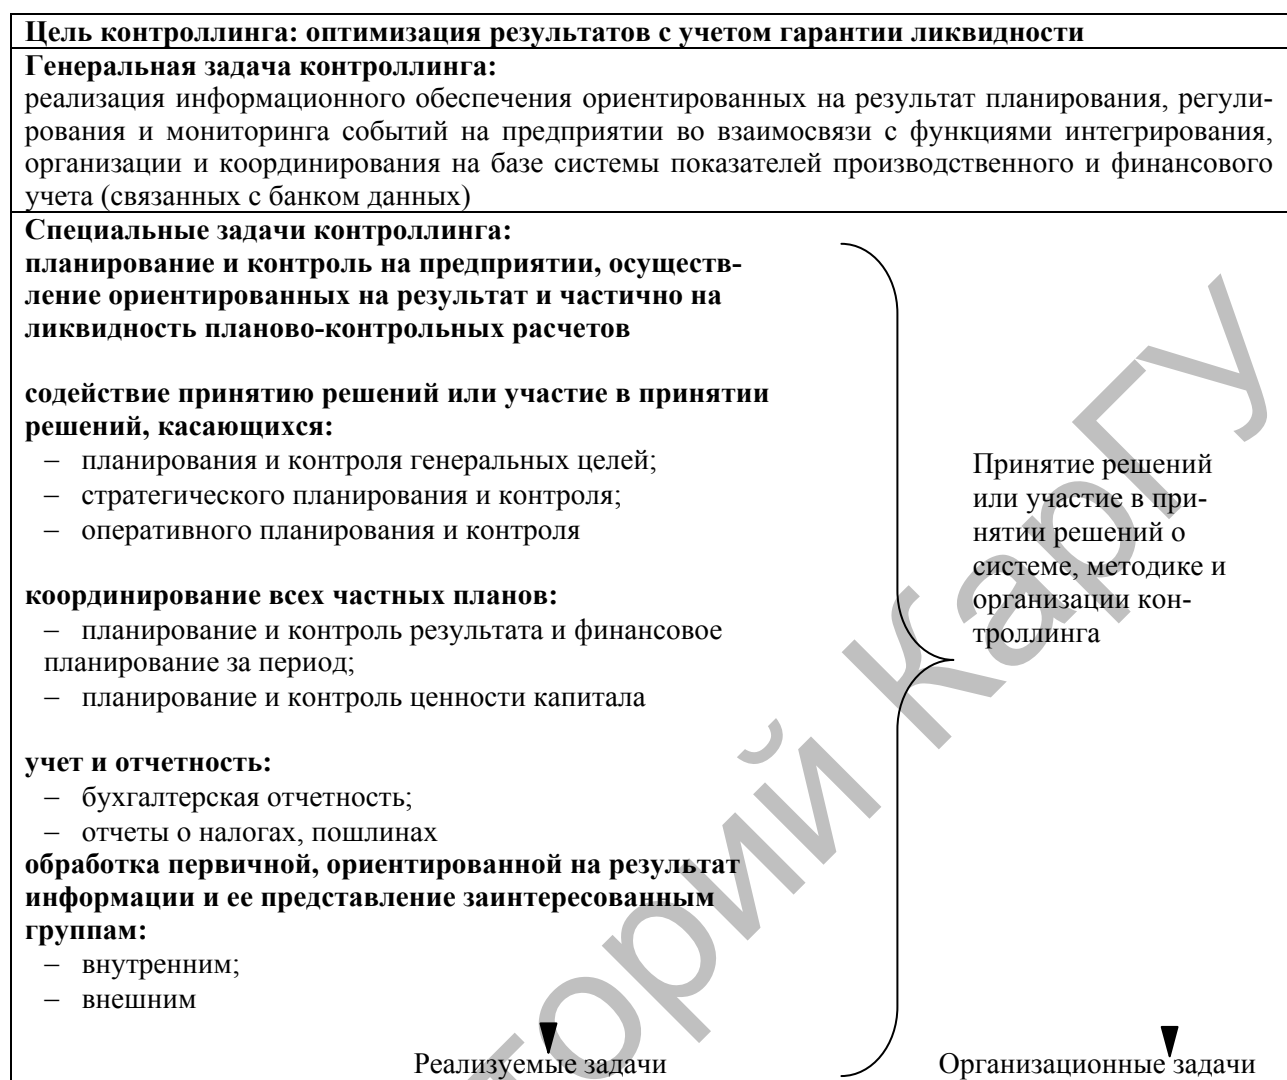 Цель контроллинга: оптимизация результатов с учетом гарантии ликвидности
Генеральная задача контроллинга:
реализация информационного обеспечения ориентированных на результат планирования, регули-
рования и мониторинга событий на предприятии во взаимосвязи с функциями интегрирования,
организации и координирования на базе системы показателей производственного и финансового
учета (связанных с банком данных)
Специальные задачи контроллинга:
планирование и контроль на предприятии, осуществ-
ление ориентированных на результат и частично на
ликвидность планово-контрольных расчетов
содействие принятию решений или участие в принятии
решений, касающихся:
– планирования и контроля генеральных целей;
– стратегического планирования и контроля;
– оперативного планирования и контроля
координирование всех частных планов:
– планирование и контроль результата и финансовое
планирование за период;
– планирование и контроль ценности капитала
учет и отчетность:
– бухгалтерская отчетность;
– отчеты о налогах, пошлинах
обработка первичной, ориентированной на результат
информации и ее представление заинтересованным
группам:
– внутренним;
– внешним
Принятие решений
или участие в при-
нятии решений о
системе, методике и
организации кон-
троллинга
Реализуемые задачи
Организационные задачи
торий КарГУ